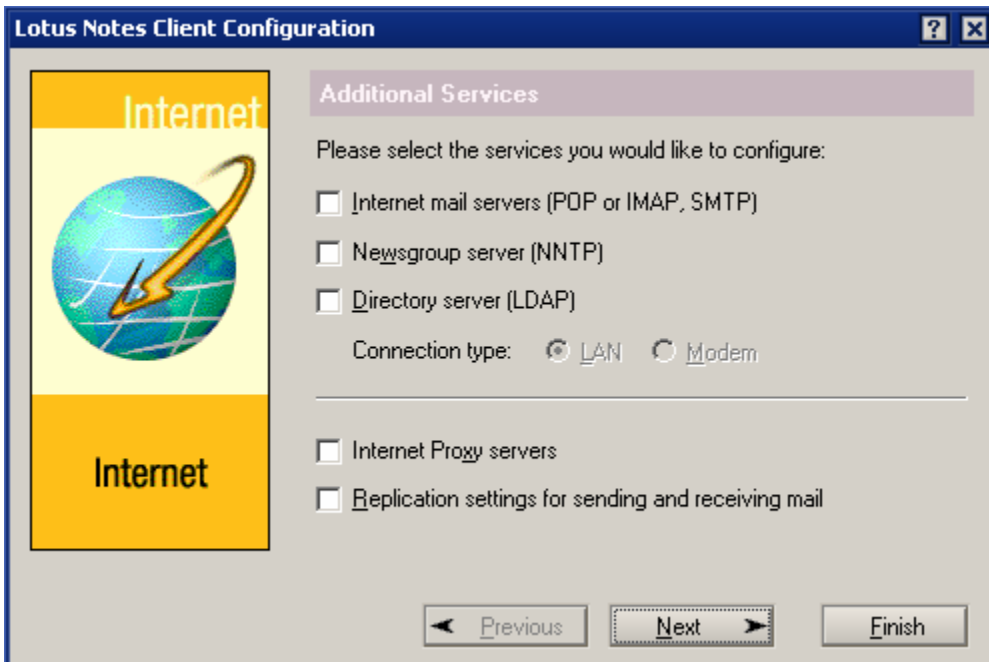 Lotus Notes Client Configuration
?
Internet
Internet
Additional Services
Please select the services you would like to configure:
Internet mail servers (POP or IMAP, SMTP)
Newsgroup server (NNTP)
Directory server (LDAP)
Connection type: LAN Modem
Internet Proxy servers
Replication settings for sending and receiving mail
Previous Next Finish